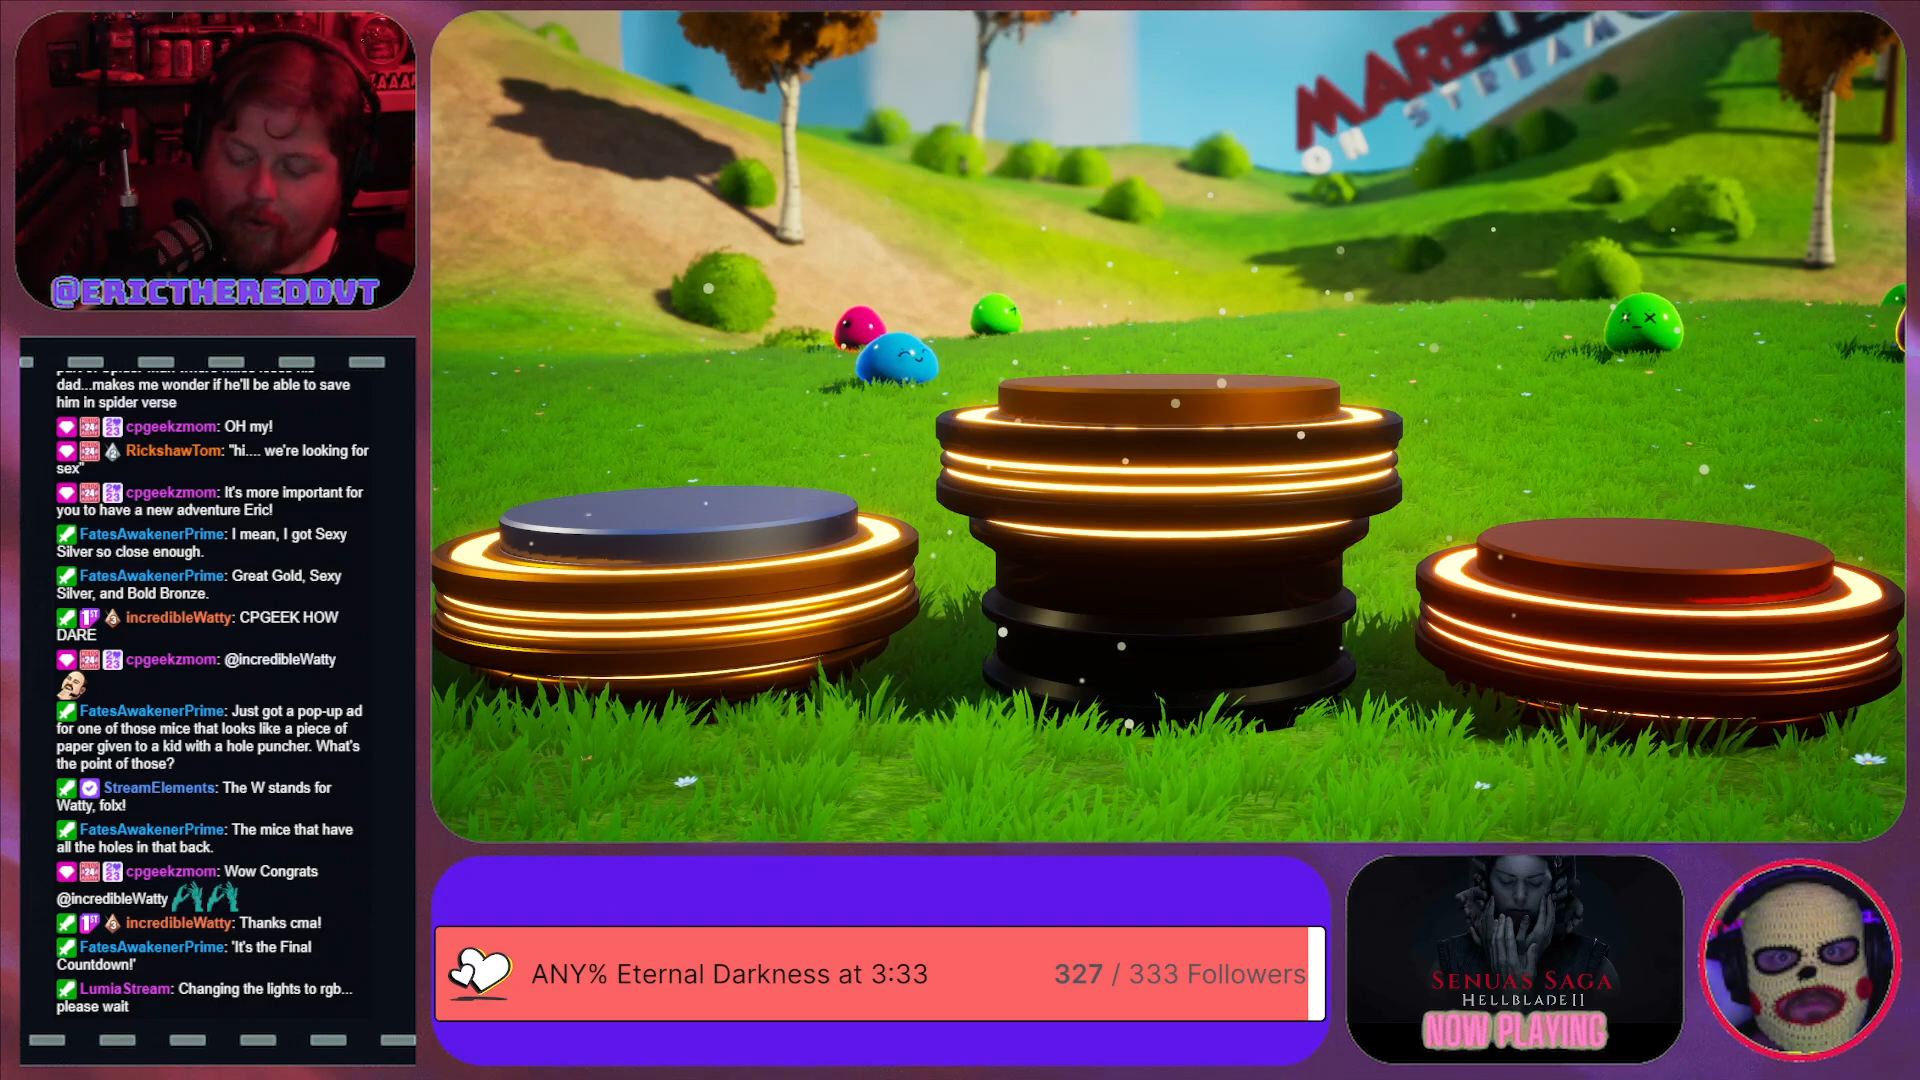 AAA
@ERICTHEREDDVT
dad...makes me wonder if he'll be able to save
him in spider verse
cpgeekzmom: OH my!
RickshawTom: "hi.... we're looking for
sex"
cpgeekzmom: It's more important for
you to have a new adventure Eric!
FatesAwakenerPrime: I mean, I got Sexy
Silver so close enough.
FatesAwakenerPrime: Great Gold, Sexy
Silver, and Bold Bronze.
incredibleWatty: CPGEEK HOW
DARE
cpgeekzmom: @incredibleWatty
FatesAwakenerPrime: Just got a pop-up ad
for one of those mice that looks like a piece of
paper given to a kid with a hole puncher. What's
the point of those?
StreamElements: The W stands for
Watty, folx!
FatesAwakenerPrime: The mice that have
all the holes in that back.
cpgeekzmom: Wow Congrats
@incredibleWatty
incredibleWatty: Thanks cma!
FatesAwakenerPrime: 'It's the Final
Countdown!'
LumiaStream: Changing the lights to rgb...
please wait
MARBLE
ON STREAM
ANY% Eternal Darkness at 3:33
327 / 333 Followers
SENUAS SAGA
HELLBLADE II
NOW PLAYING